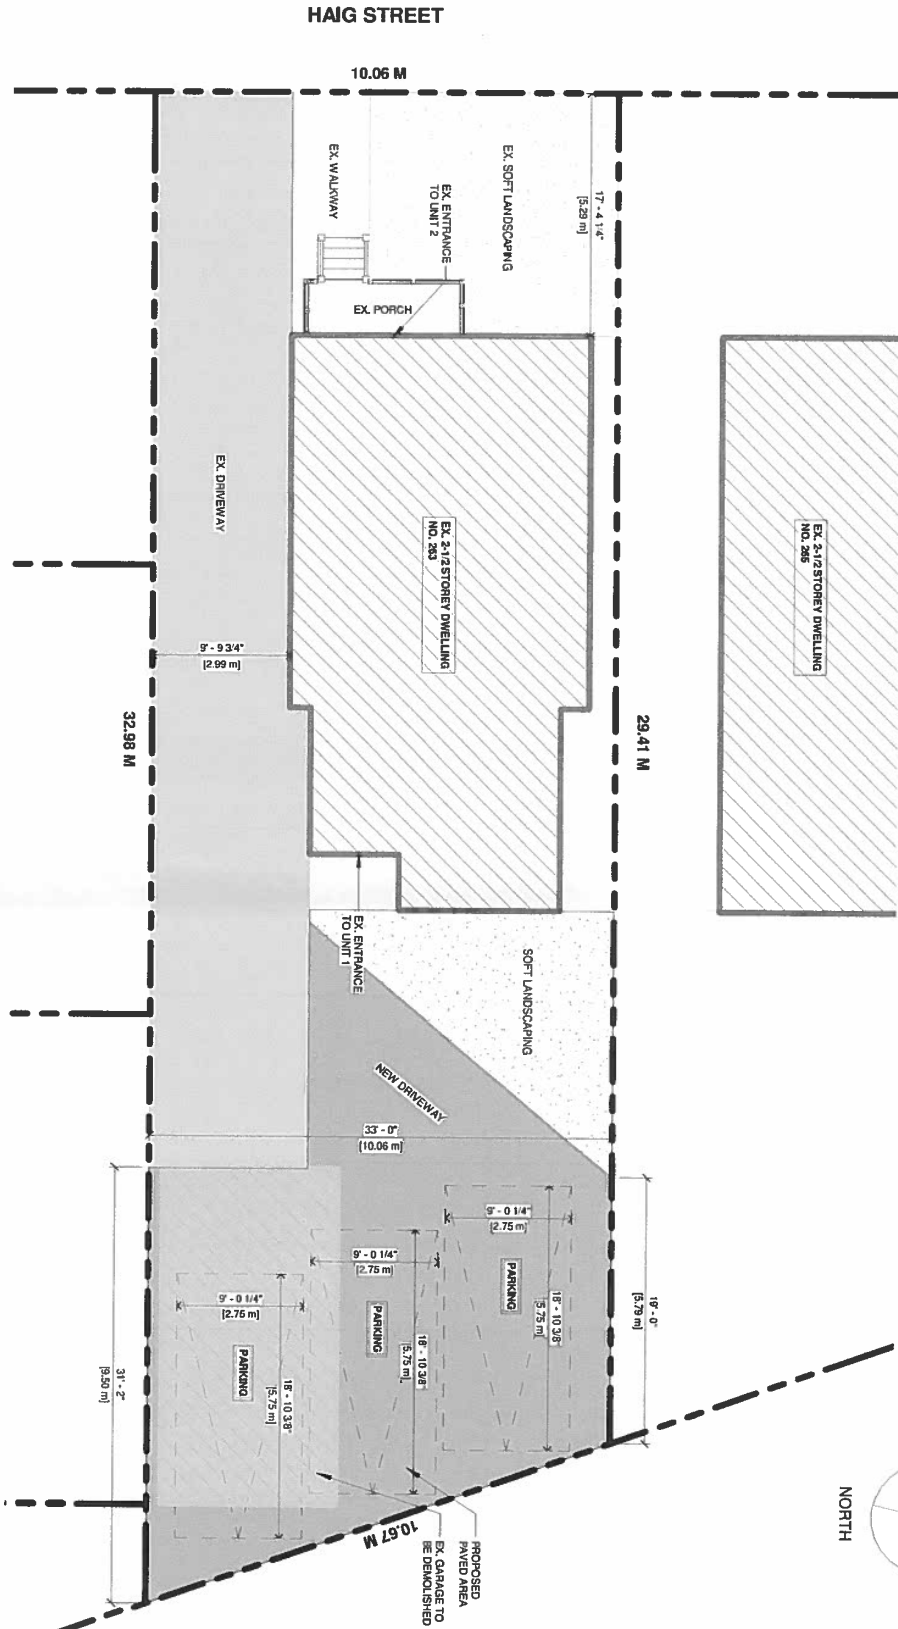 HAIG STREET
10.06 M
EX. WALKWAY
EX. ENTRANCE
TO UNIT 2
EX. SOFT LANDSCAPING
17' - 4 1/4"
[5.29 m]
EX. PORCH
EX. DRIVEWAY
EX. 2-1/2 STOREY DWELLING
NO. 263
EX. 2-1/2 STOREY DWELLING
NO. 265
9' - 9 3/4"
[2.99 m]
32.98 M
29.41 M
EX. ENTRANCE
TO UNIT 1
SOFT LANDSCAPING
NEW DRIVEWAY
33' - 0"
[10.06 m]
9' - 0 1/4"
[2.75 m]
PARKING
18' - 10 3/8"
[5.75 m]
9' - 0 1/4"
[2.75 m]
PARKING
18' - 10 3/8"
[5.75 m]
9' - 0 1/4"
[2.75 m]
PARKING
18' - 10 3/8"
[5.75 m]
19' - 0"
[5.79 m]
31' - 2"
[9.50 m]
10.67 M
PROPOSED
PAVED AREA
EX. GARAGE TO
BE DEMOLISHED
NORTH